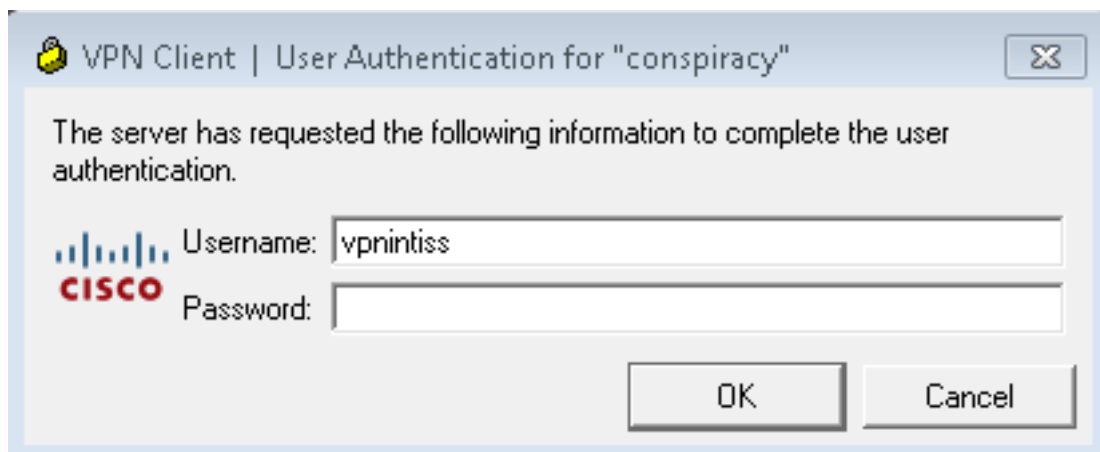 VPN Client | User Authentication for "conspiracy"
The server has requested the following information to complete the user
authentication.
Username: vpnintiss
CISCO
Password:
OK Cancel